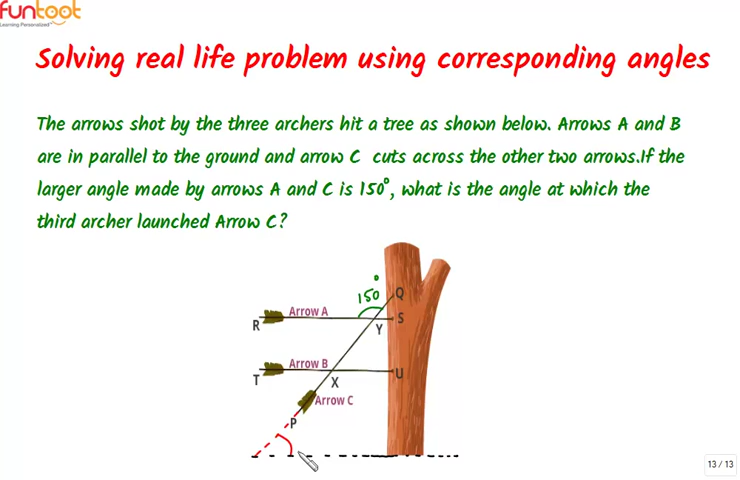 funtoot
Learning Personalized
Solving real life problem using corresponding angles
The arrows shot by the three archers hit a tree as shown below. Arrows A and B
are in parallel to the ground and arrow C cuts across the other two arrows.If the
larger angle made by arrows A and C is 150°, what is the angle at which the
third archer launched Arrow C?
150°
Q
Arrow A
S
R
Y
Arrow B
T
X
U
Arrow C
P
13 / 13